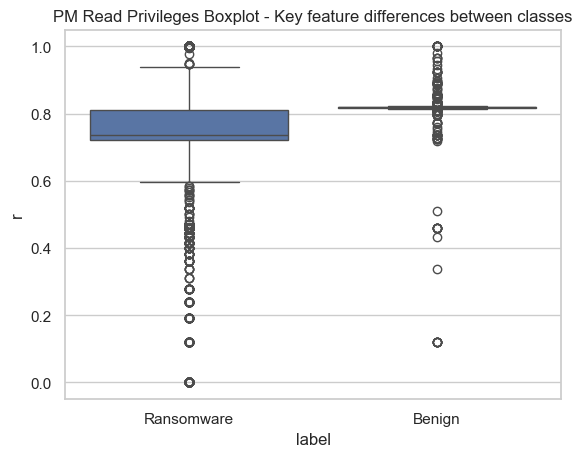 PM Read Privileges Boxplot - Key feature differences between classes
1.0
0.8
0.6
0.4
0.2
0.0
r
Ransomware Benign
label